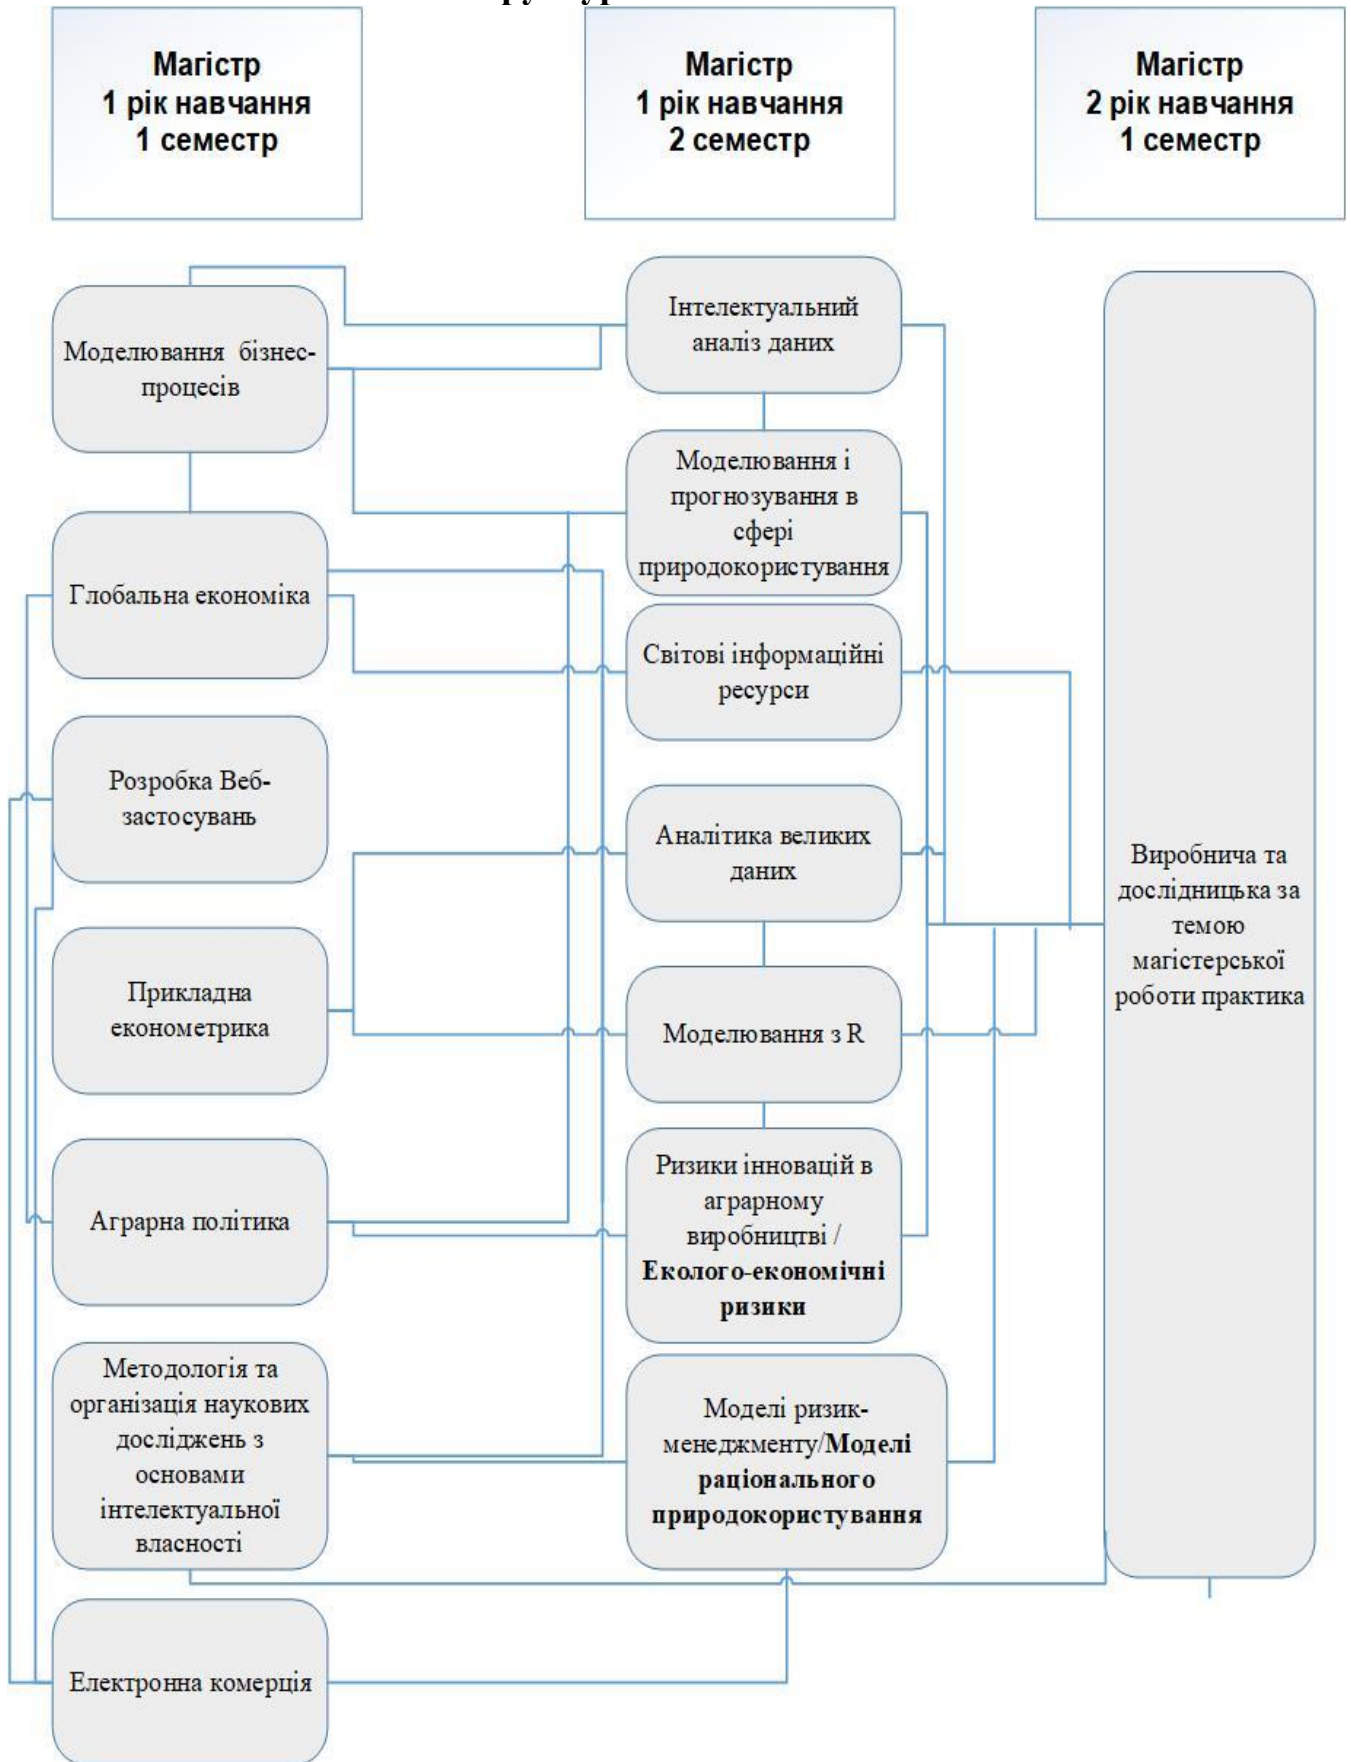 Магістр
1 рік навчання
1 семестр
Магістр
1 рік навчання
2 семестр
Магістр
2 рік навчання
1 семестр
Моделювання бізнес-
процесів
Глобальна економіка
Розробка Веб-
застосувань
Прикладна
економетрика
Аграрна політика
Методологія та
організація наукових
досліджень з
основами
інтелектуальної
власності
Електронна комерція
Інтелектуальний
аналіз даних
Моделювання і
прогнозування в
сфері
природокористування
Світові інформаційні
ресурси
Аналітика великих
даних
Моделювання з R
Ризики інновацій в
аграрному
виробництві /
Еколого-економічні
ризики
Моделі ризик-
менеджменту/Моделі
раціонального
природокористування
Виробнича та
дослідницька за
темою
магістерської
роботи практика